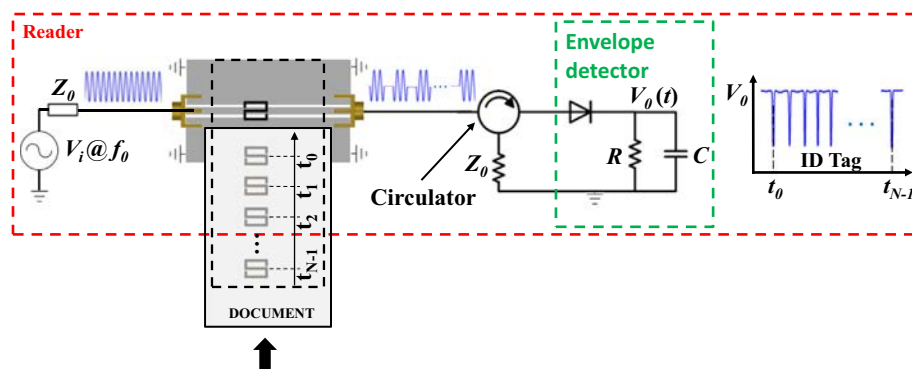 Reader
Envelope
detector
Z0
Vi@f0
V0(t)
V0
t0
t1
t2
tN-1
Z0
Circulator
R
C
ID Tag
t0
tN-1
DOCUMENT